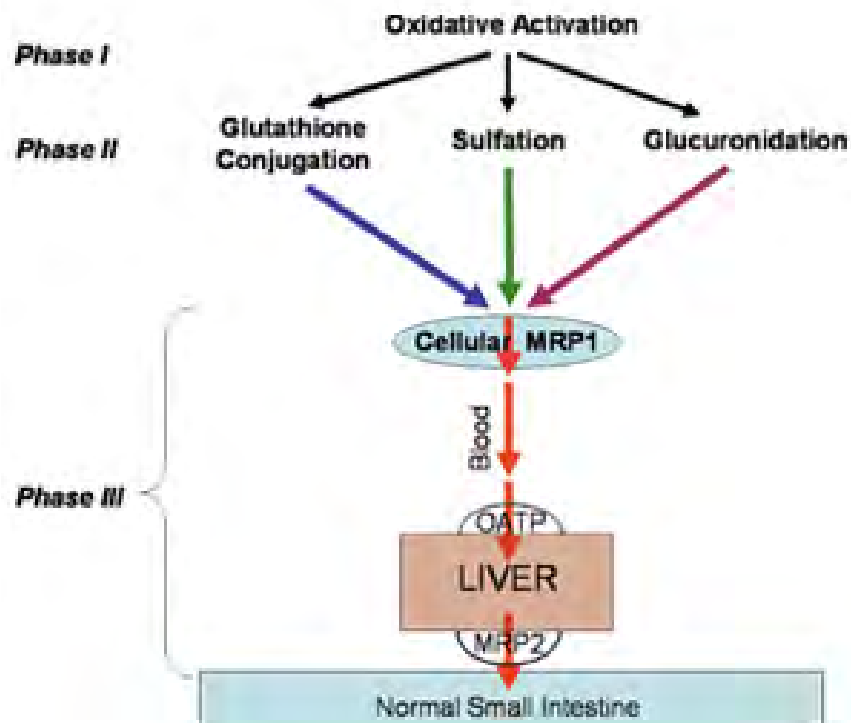 Oxidative Activation
Phase I
Glutathione
Conjugation
Sulfation
Glucuronidation
Phase II
Cellular MRP1
Blood
Phase III
OATP
LIVER
MRP2
Normal Small Intestine